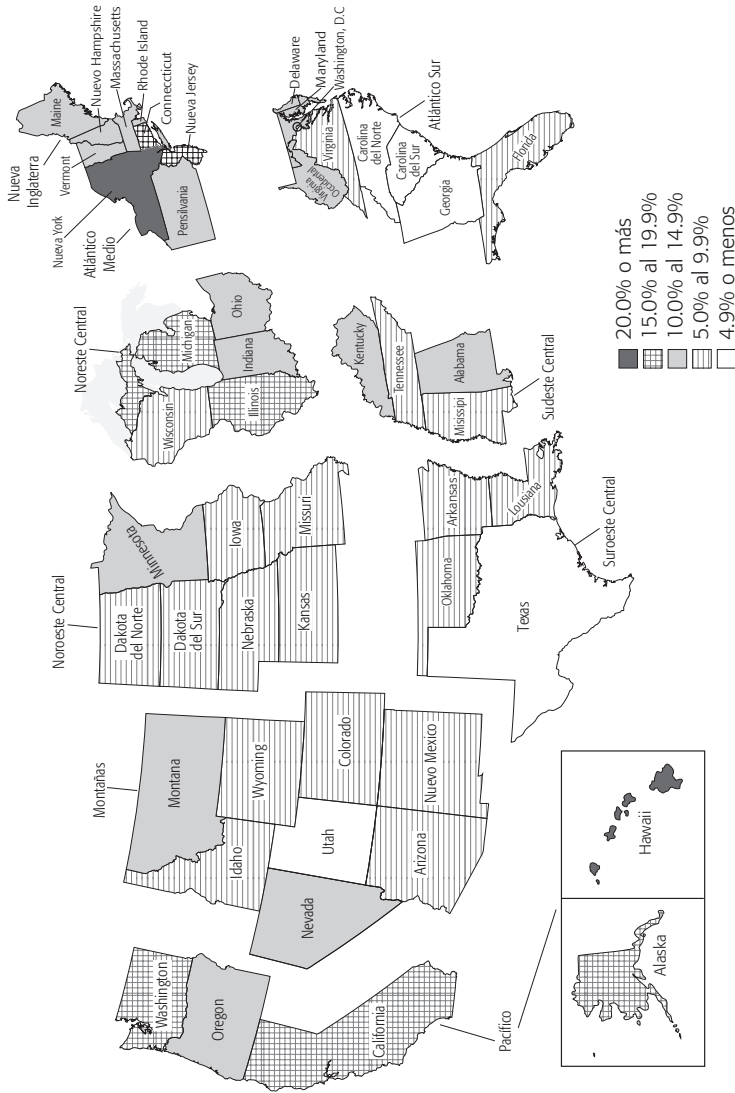 Pacífico
Washington
Oregon
California
Alaska
Hawaii
Montañas
Montana
Idaho
Wyoming
Nevada
Utah
Colorado
Arizona
Nuevo Mexico
Noroeste Central
Dakota
del Norte
Dakota
del Sur
Nebraska
Kansas
Minnesota
Iowa
Missuri
Suroeste Central
Oklahoma
Arkansas
Texas
Lousiana
Noreste Central
Wisconsin
Michigan
Illinois
Indiana
Ohio
Sudeste Central
Kentucky
Tennessee
Misissipi
Alabama
Nueva
Inglaterra
Maine
Nuevo Hampshire
Massachusetts
Rhode Island
Conneccticut
Nueva Jersey
Vermont
Nueva York
Atlántico
Medio
Pensilvania
Delaware
Maryland
Washington, D.C
Virginia
Occidental
Virginia
Carolina
del Norte
Carolina
del Sur
Georgia
Florida
Atlántico Sur
20.0% o más
15.0% al 19.9%
10.0% al 14.9%
5.0% al 9.9%
4.9% o menos